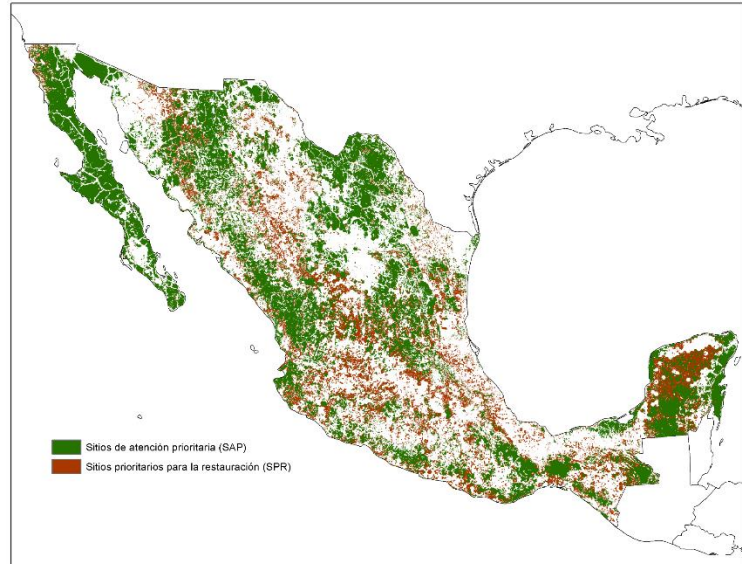 Sitios de atención prioritaria (SAP)
Sitios prioritarios para la restauración (SPR)